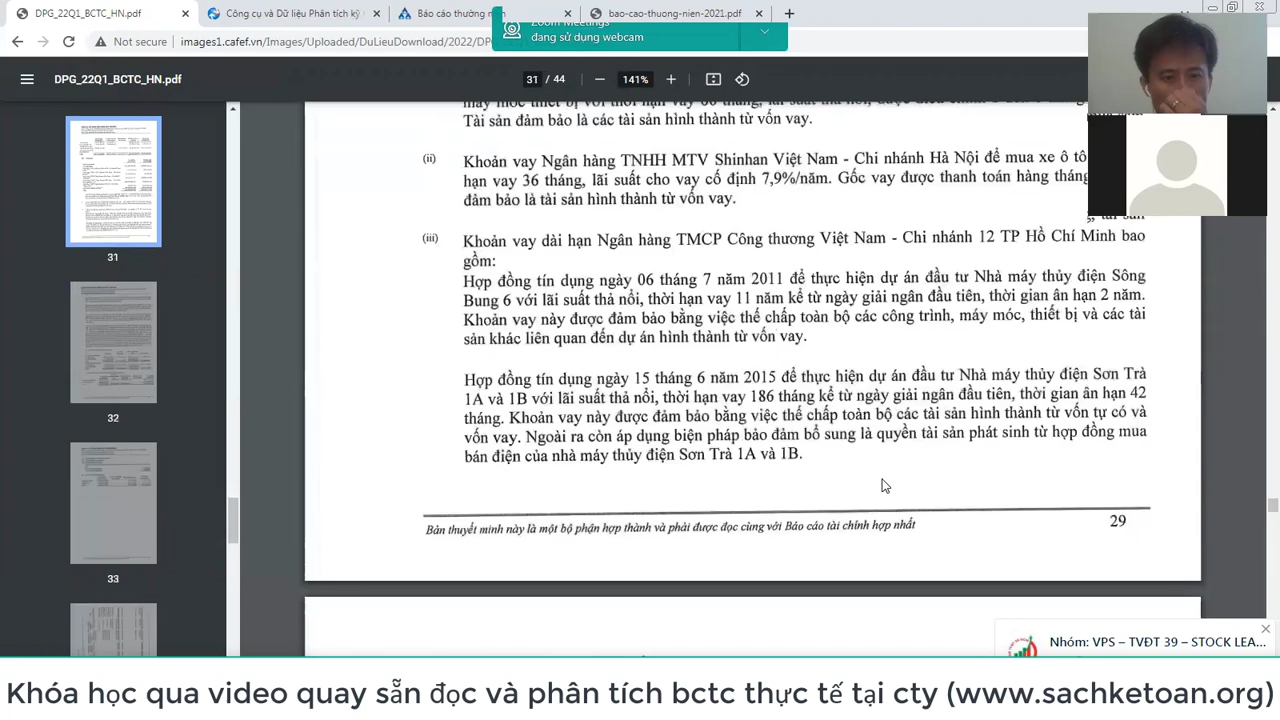 DPG_22Q1_BCTC_HN.pdf
Công cụ và Dữ liệu Phân tích kỹ
Báo cáo thường niên
bao-cao-thuong-nien-2021.pdf
Zoom Meetings
đang sử dụng webcam
Not secure
images1.cafef.vn/Images/Uploaded/DuLieuDownload/2022/DP
DPG_22Q1_BCTC_HN.pdf
31 / 44
141%
Tài sản đảm bảo là các tài sản hình thành từ vốn vay.
(ii) Khoản vay Ngân hàng TNHH MTV Shinhan Việt Nam - Chi nhánh Hà Nội để mua xe ô tô
hạn vay 36 tháng, lãi suất cho vay cố định 7,9%/năm. Gốc vay được thanh toán hàng tháng
đảm bảo là tài sản hình thành từ vốn vay.
(iii) Khoản vay dài hạn Ngân hàng TMCP Công thương Việt Nam - Chi nhánh 12 TP Hồ Chí Minh bao
gồm:
Hợp đồng tín dụng ngày 06 tháng 7 năm 2011 để thực hiện dự án đầu tư Nhà máy thủy điện Sông
Bung 6 với lãi suất thả nổi, thời hạn vay 11 năm kể từ ngày giải ngân đầu tiên, thời gian ân hạn 2 năm.
Khoản vay này được đảm bảo bằng việc thế chấp toàn bộ các công trình, máy móc, thiết bị và các tài
sản khác liên quan đến dự án hình thành từ vốn vay.
Hợp đồng tín dụng ngày 15 tháng 6 năm 2015 để thực hiện dự án đầu tư Nhà máy thủy điện Sơn Trà
1A và 1B với lãi suất thả nổi, thời hạn vay 186 tháng kể từ ngày giải ngân đầu tiên, thời gian ân hạn 42
tháng. Khoản vay này được đảm bảo bằng việc thế chấp toàn bộ các tài sản hình thành từ vốn tự có và
vốn vay. Ngoài ra còn áp dụng biện pháp bảo đảm bổ sung là quyền tài sản phát sinh từ hợp đồng mua
bán điện của nhà máy thủy điện Sơn Trà 1A và 1B.
Bản thuyết minh này là một bộ phận hợp thành và phải được đọc cùng với Báo cáo tài chính hợp nhất
29
31
32
33
Nhóm: VPS – TVĐT 39 – STOCK LEA...
Khóa học qua video quay sẵn đọc và phân tích bctc thực tế tại cty (www.sachketoan.org)